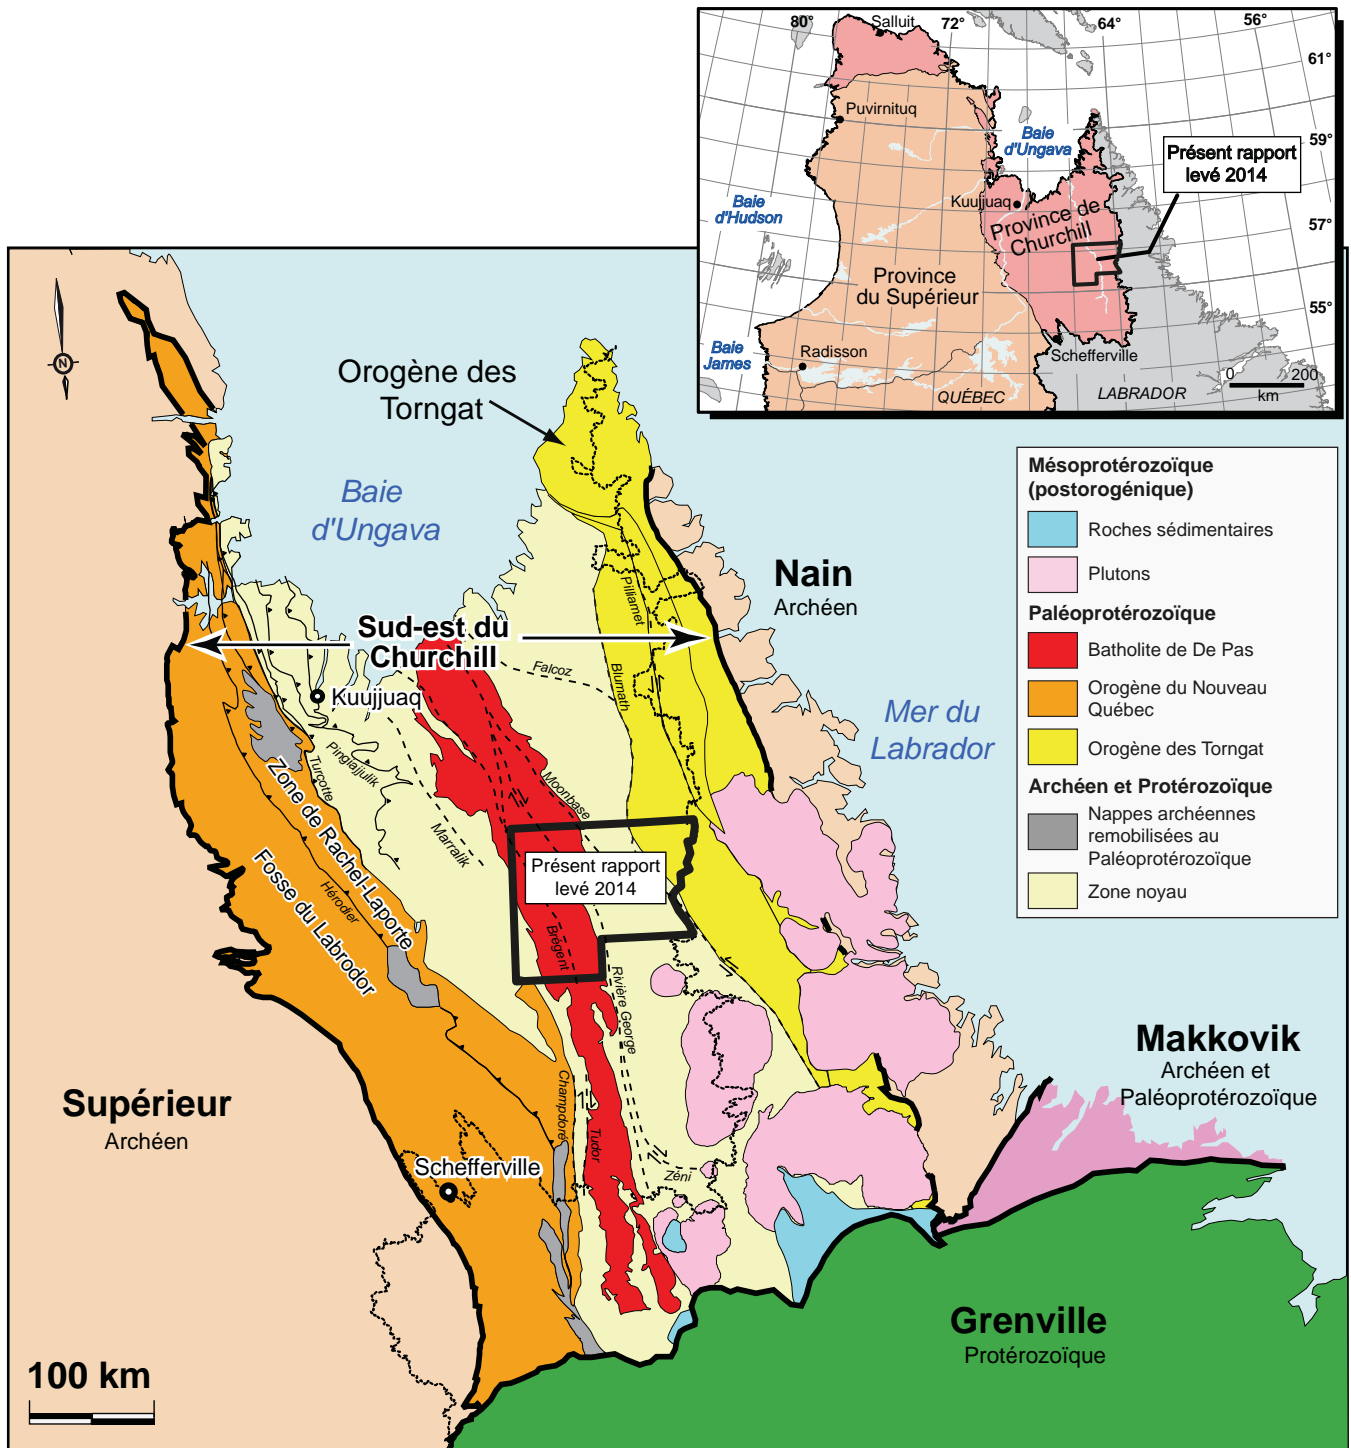 80°
Salluit
72°
64°
56°
61°
Puvirnituq
Baie
d'Ungava
59°
Présent rapport
levé 2014
Baie
d'Hudson
Kuujjuaq
Province de
Churchill
57°
Province
du Supérieur
55°
Baie
James
Radisson
Schefferville
QUÉBEC
LABRADOR
0 200
km
N
Orogène des
Torngat
Baie
d'Ungava
Nain
Archéen
Sud-est du
Churchill
Kuujjuaq
Mer du
Labrador
Falcoz
Pilliamet
Blumath
Moonbase
Pingiajjulik
Turcotte
Marralik
Zone de Rachel-Laporte
Fosse du Labrodor
Hérodier
Présent rapport
levé 2014
Brégent
Rivière George
Champdoré
Tudor
Zéni
Supérieur
Archéen
Schefferville
Makkovik
Archéen et
Paléoprotérozoïque
Grenville
Protérozoïque
100 km
Mésoprotérozoïque
(postorogénique)
Roches sédimentaires
Plutons
Paléoprotérozoïque
Batholite de De Pas
Orogène du Nouveau
Québec
Orogène des Torngat
Archéen et Protérozoïque
Nappes archéennes
remobilisées au
Paléoprotérozoïque
Zone noyau